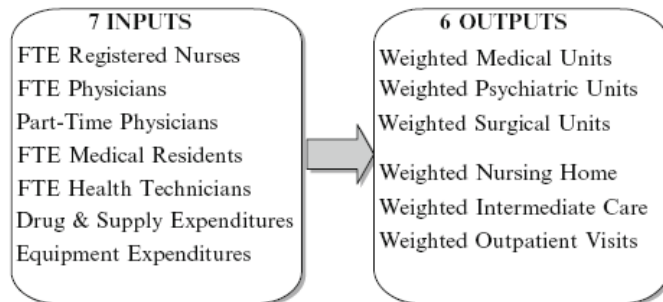 7 INPUTS
FTE Registered Nurses
FTE Physicians
Part-Time Physicians
FTE Medical Residents
FTE Health Technicians
Drug & Supply Expenditures
Equipment Expenditures
6 OUTPUTS
Weighted Medical Units
Weighted Psychiatric Units
Weighted Surgical Units
Weighted Nursing Home
Weighted Intermediate Care
Weighted Outpatient Visits